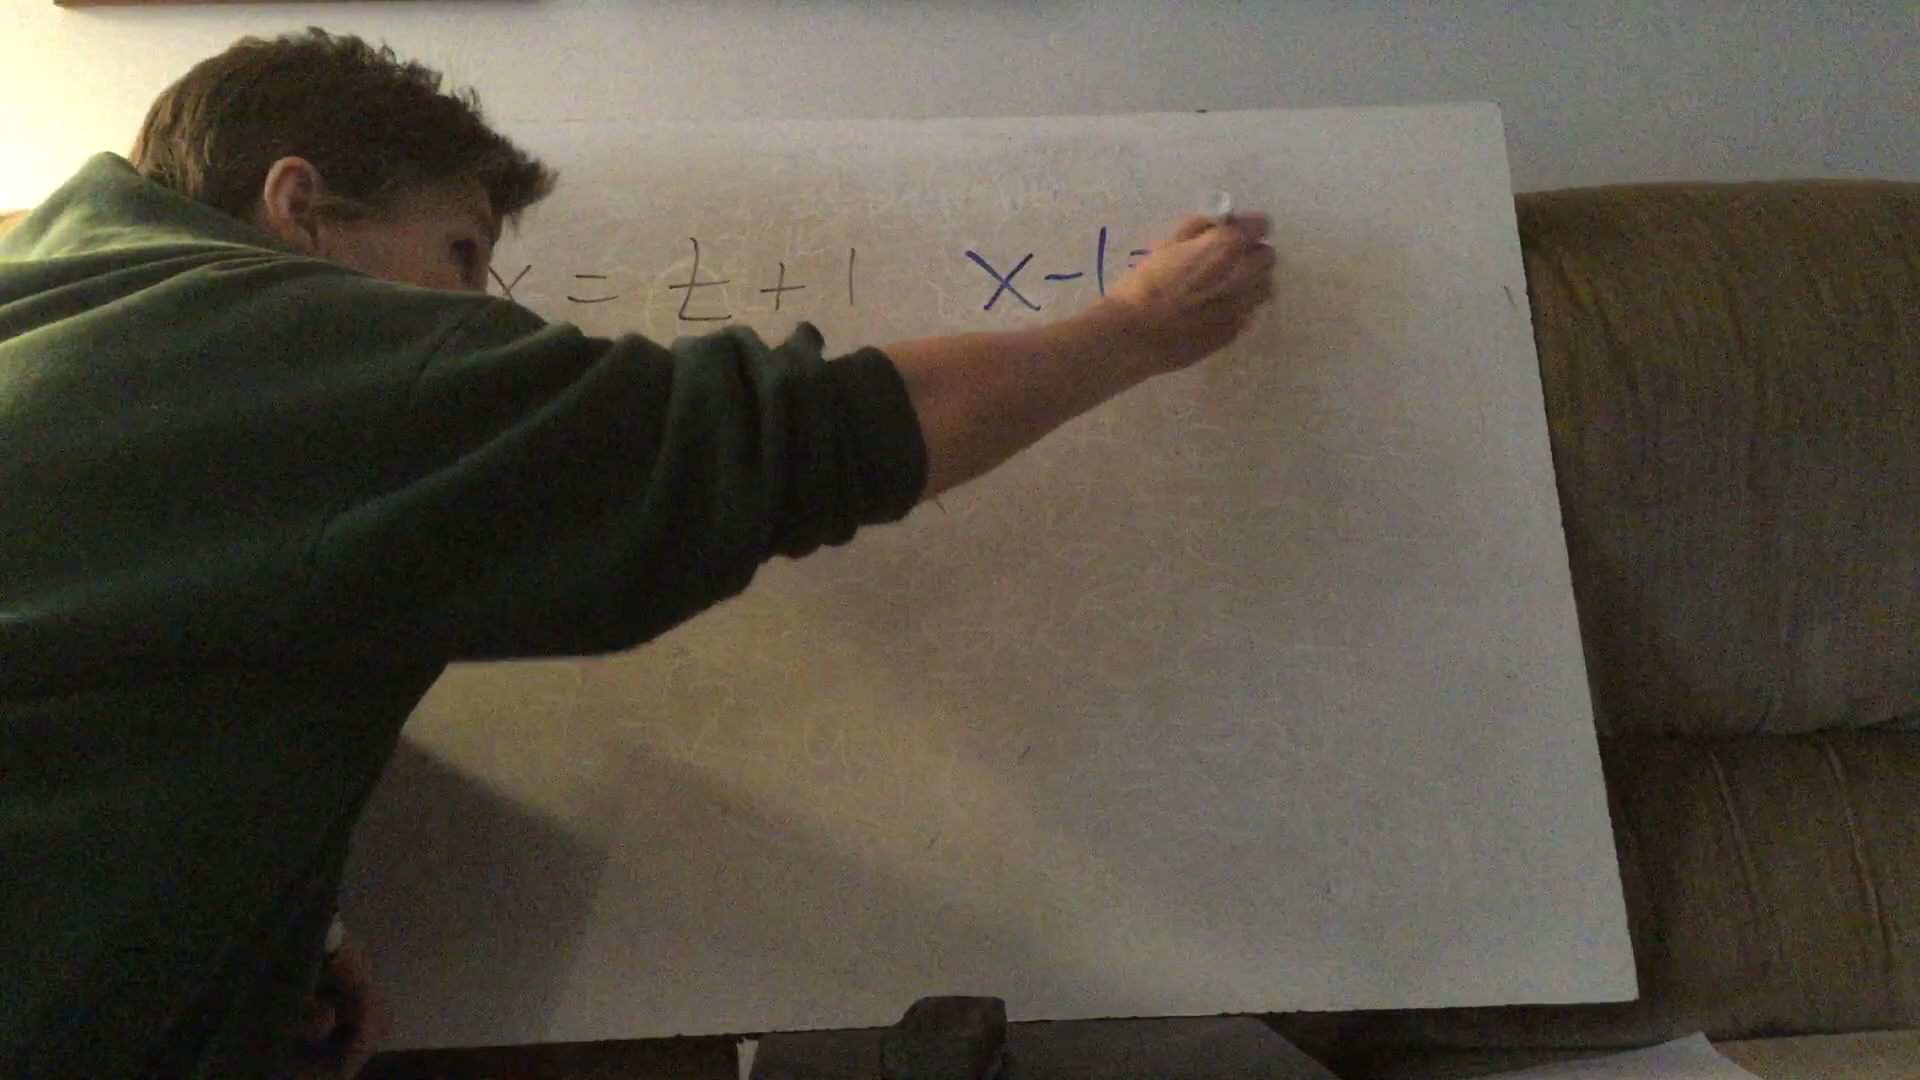 x = t + 1 x - 1 =